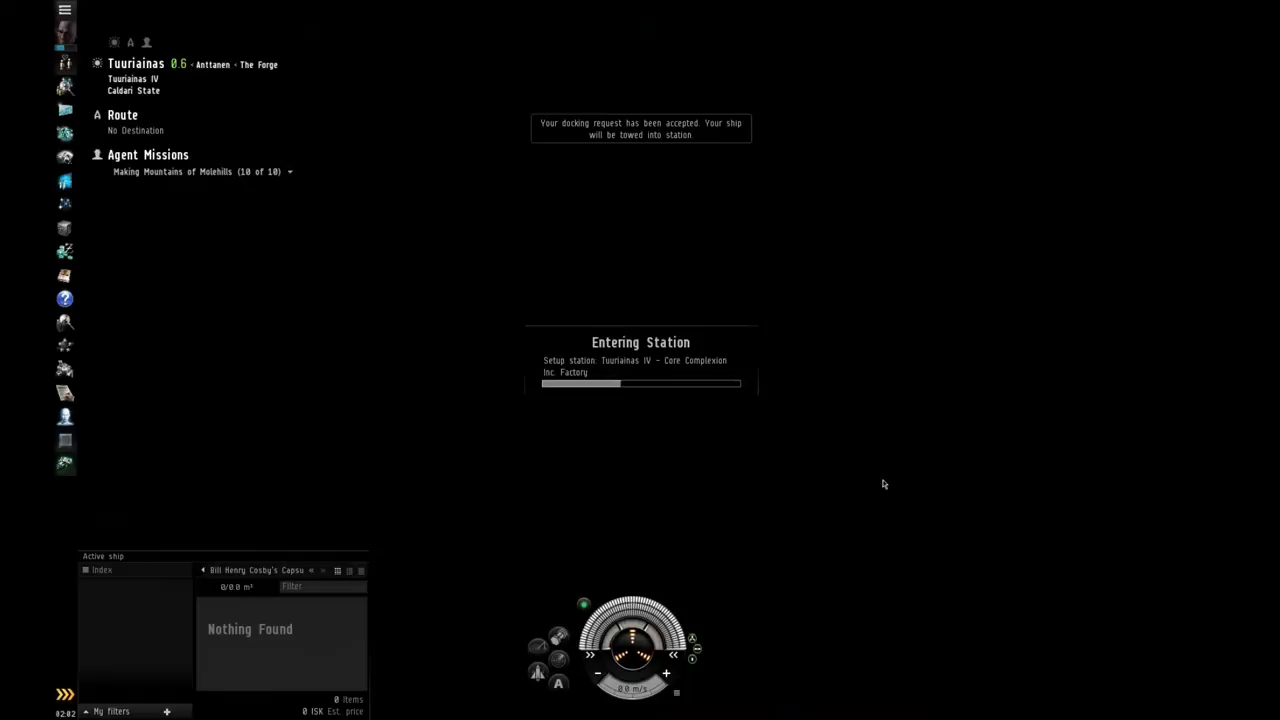 Tuuriainas 0.6 < Anttanen < The Forge
Tuuriainas IV
Caldari State
A Route
No Destination
Agent Missions
Making Mountains of Molehills (10 of 10)
Your docking request has been accepted. Your ship
will be towed into station.
Entering Station
Setup station: Tuuriainas IV - Core Complexion
Inc. Factory
Active ship
Index
Bill Henry Cosby's Capsu
0/0.0 m³
Filter
Nothing Found
0 Items
0 ISK Est. price
My filters
02:02
0.0 m/s
A